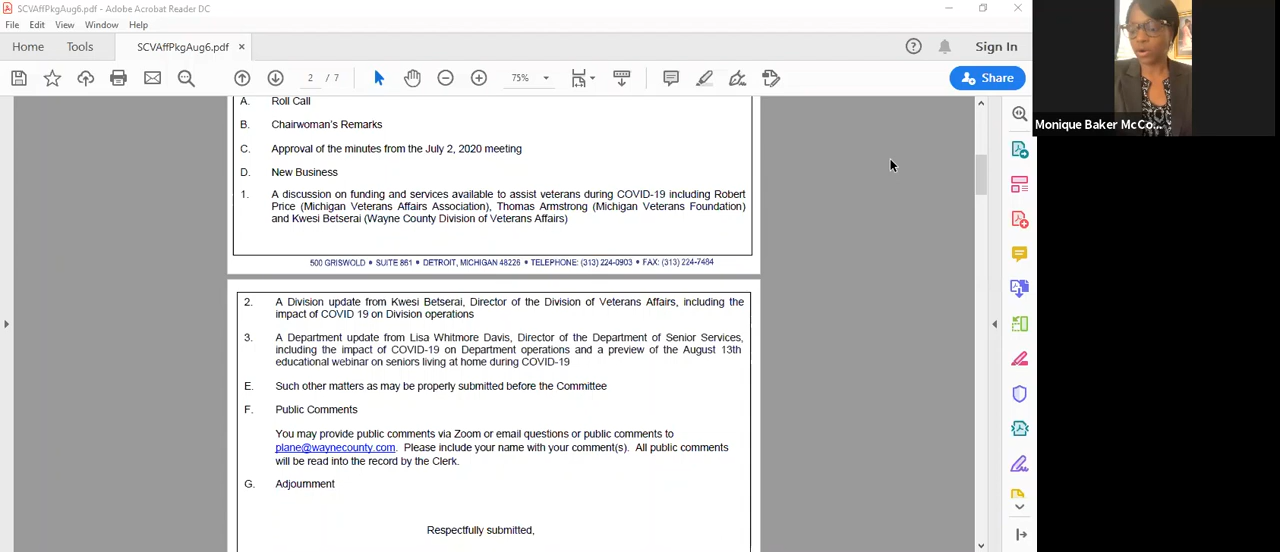 SCVAffPkgAug6.pdf - Adobe Acrobat Reader DC
File Edit View Window Help
Home Tools SCVAffPkgAug6.pdf × Sign In
2 / 7 75% Share
A. Roll Call
B. Chairwoman's Remarks
C. Approval of the minutes from the July 2, 2020 meeting
D. New Business
1. A discussion on funding and services available to assist veterans during COVID-19 including Robert
Price (Michigan Veterans Affairs Association), Thomas Armstrong (Michigan Veterans Foundation)
and Kwesi Betserai (Wayne County Division of Veterans Affairs)
500 GRISWOLD • SUITE 861 • DETROIT, MICHIGAN 48226 • TELEPHONE: (313) 224-0903 • FAX: (313) 224-7484
2. A Division update from Kwesi Betserai, Director of the Division of Veterans Affairs, including the
impact of COVID 19 on Division operations
3. A Department update from Lisa Whitmore Davis, Director of the Department of Senior Services,
including the impact of COVID-19 on Department operations and a preview of the August 13th
educational webinar on seniors living at home during COVID-19
E. Such other matters as may be properly submitted before the Committee
F. Public Comments
You may provide public comments via Zoom or email questions or public comments to
plane@waynecounty.com. Please include your name with your comment(s). All public comments
will be read into the record by the Clerk.
G. Adjournment
Respectfully submitted,
Monique Baker McCo...